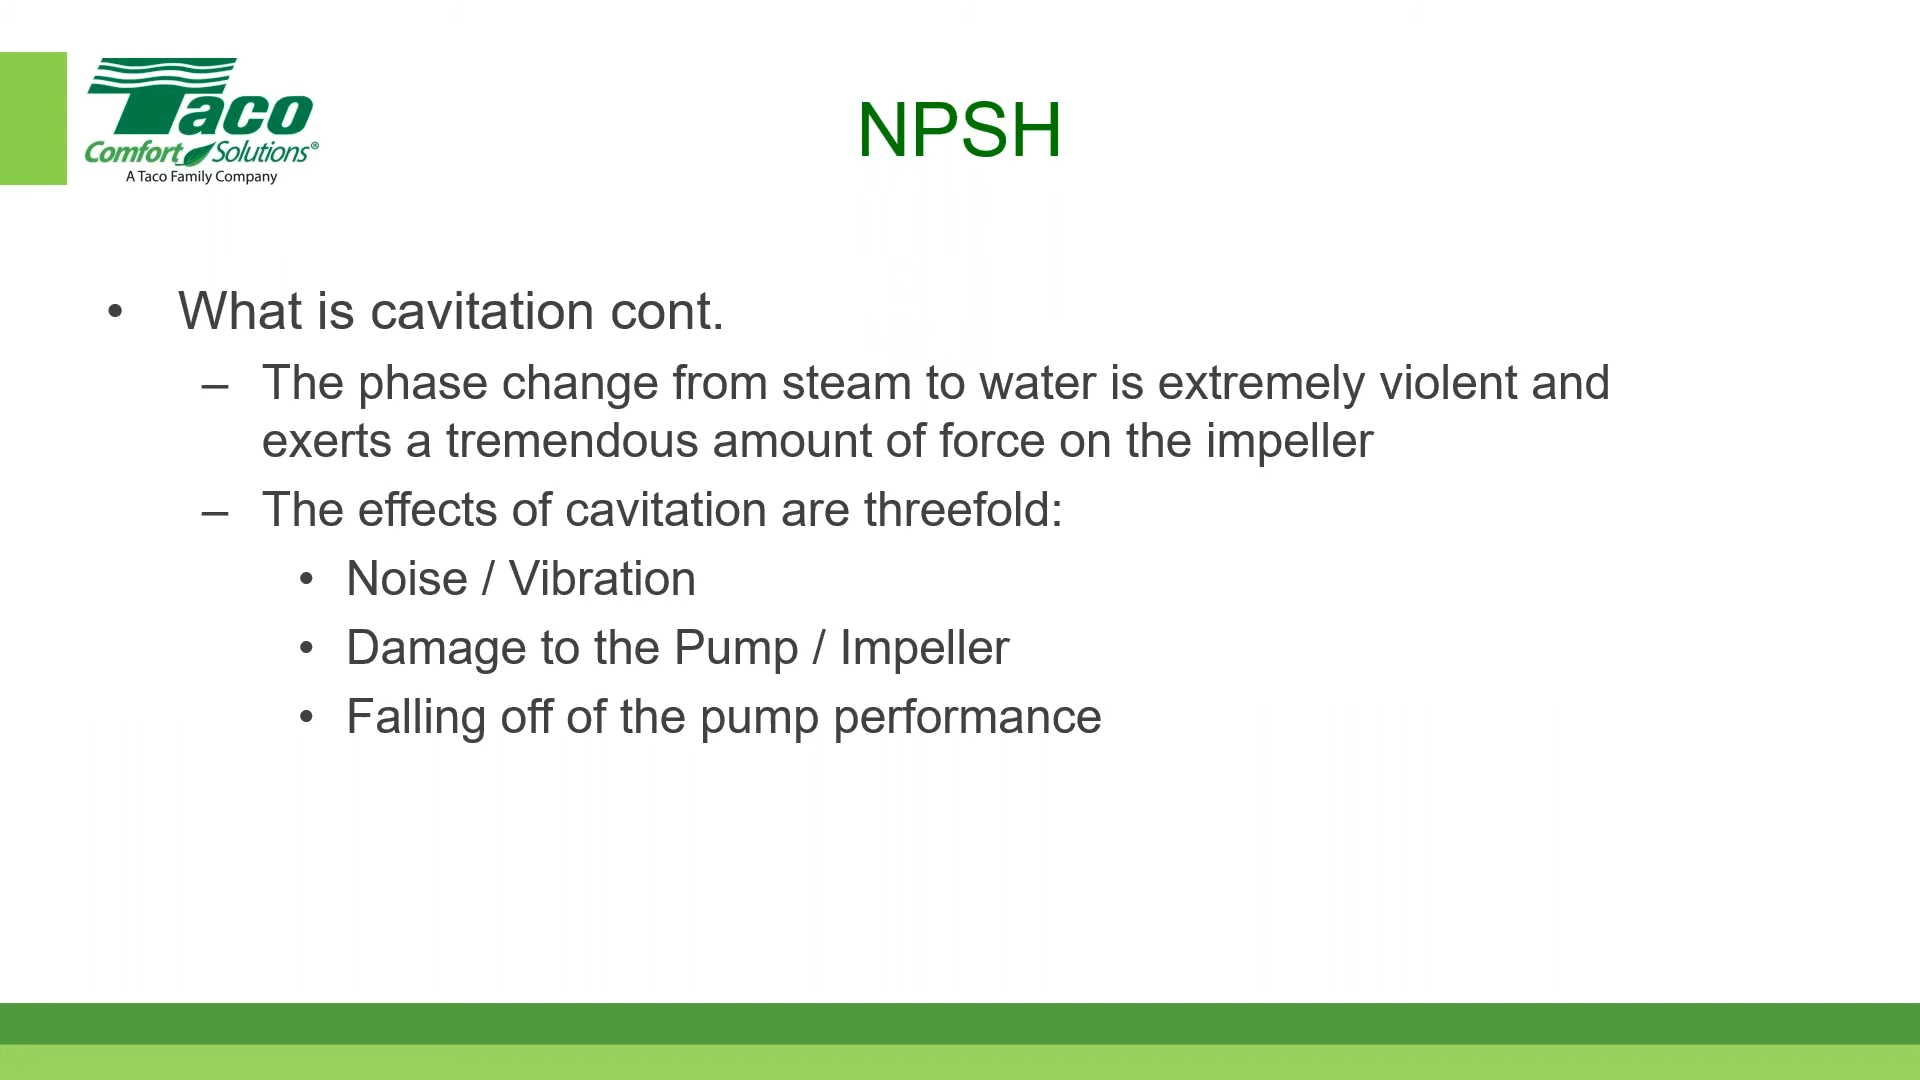 Taco
Comfort Solutions®
A Taco Family Company
NPSH
• What is cavitation cont.
– The phase change from steam to water is extremely violent and
exerts a tremendous amount of force on the impeller
– The effects of cavitation are threefold:
• Noise / Vibration
• Damage to the Pump / Impeller
• Falling off of the pump performance